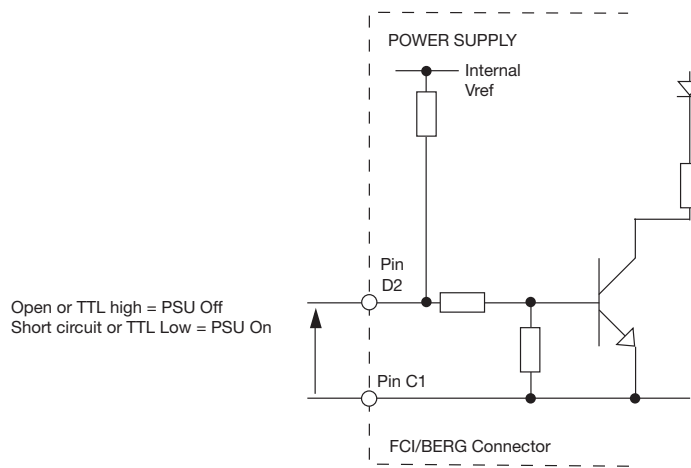 POWER SUPPLY
Internal
Vref
Pin
D2
Open or TTL high = PSU Off
Short circuit or TTL Low = PSU On
Pin C1
FCI/BERG Connector